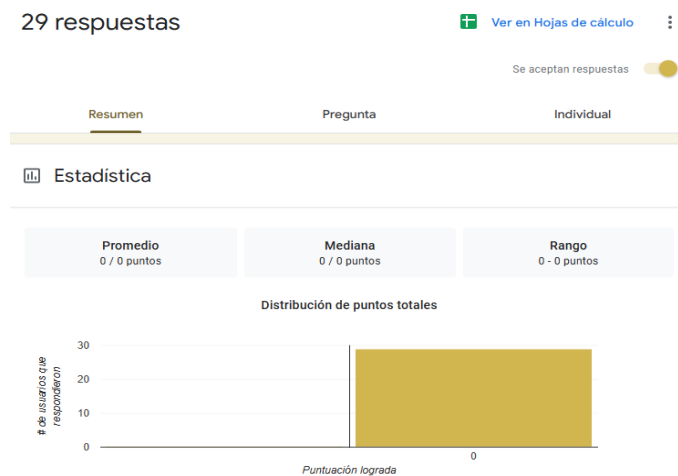 29 respuestas
Ver en Hojas de cálculo
Se aceptan respuestas
Resumen
Pregunta
Individual
Estadística
Promedio
0 / 0 puntos
Mediana
0 / 0 puntos
Rango
0 - 0 puntos
Distribución de puntos totales
# de usuarios que
respondieron
30
20
10
0
0
Puntuación lograda